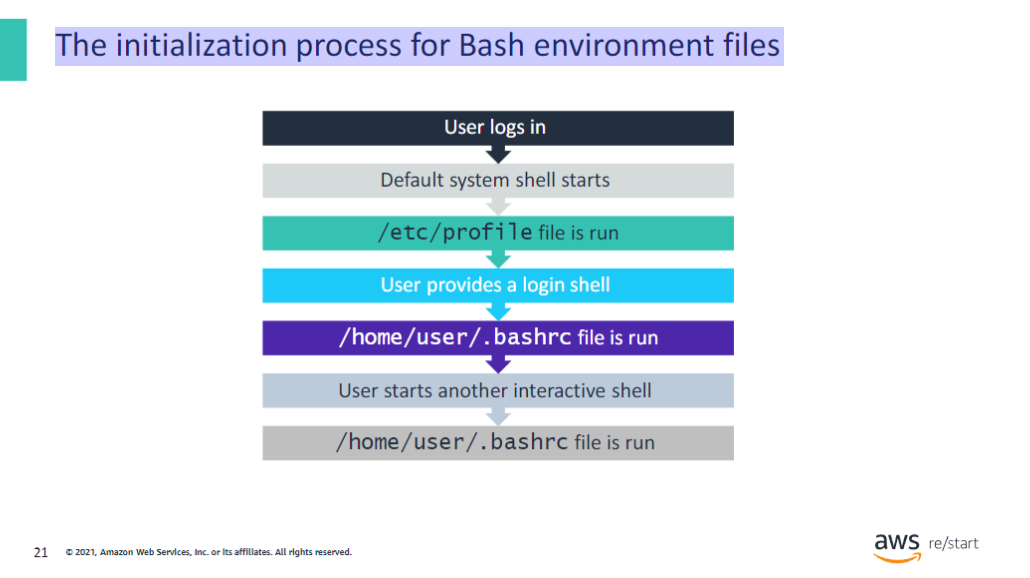 The initialization process for Bash environment files
User logs in
Default system shell starts
/etc/profile file is run
User provides a login shell
/home/user/.bashrc file is run
User starts another interactive shell
/home/user/.bashrc file is run
21 © 2021, Amazon Web Services, Inc. or its affiliates. All rights reserved.
aws re/start